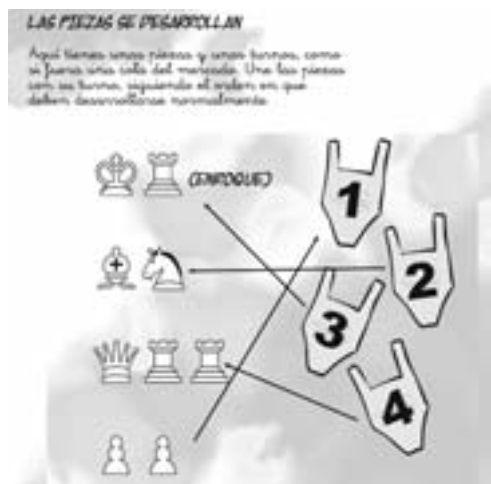 LAS PIEZAS SE DESARROLLAN
Aquí tienes unas piezas y unos turnos, como
si fuera una cola del mercado. Une las piezas
con su turno, siguiendo el orden en que
deben desarrollarse normalmente.
(ENROQUE)
1
2
3
4